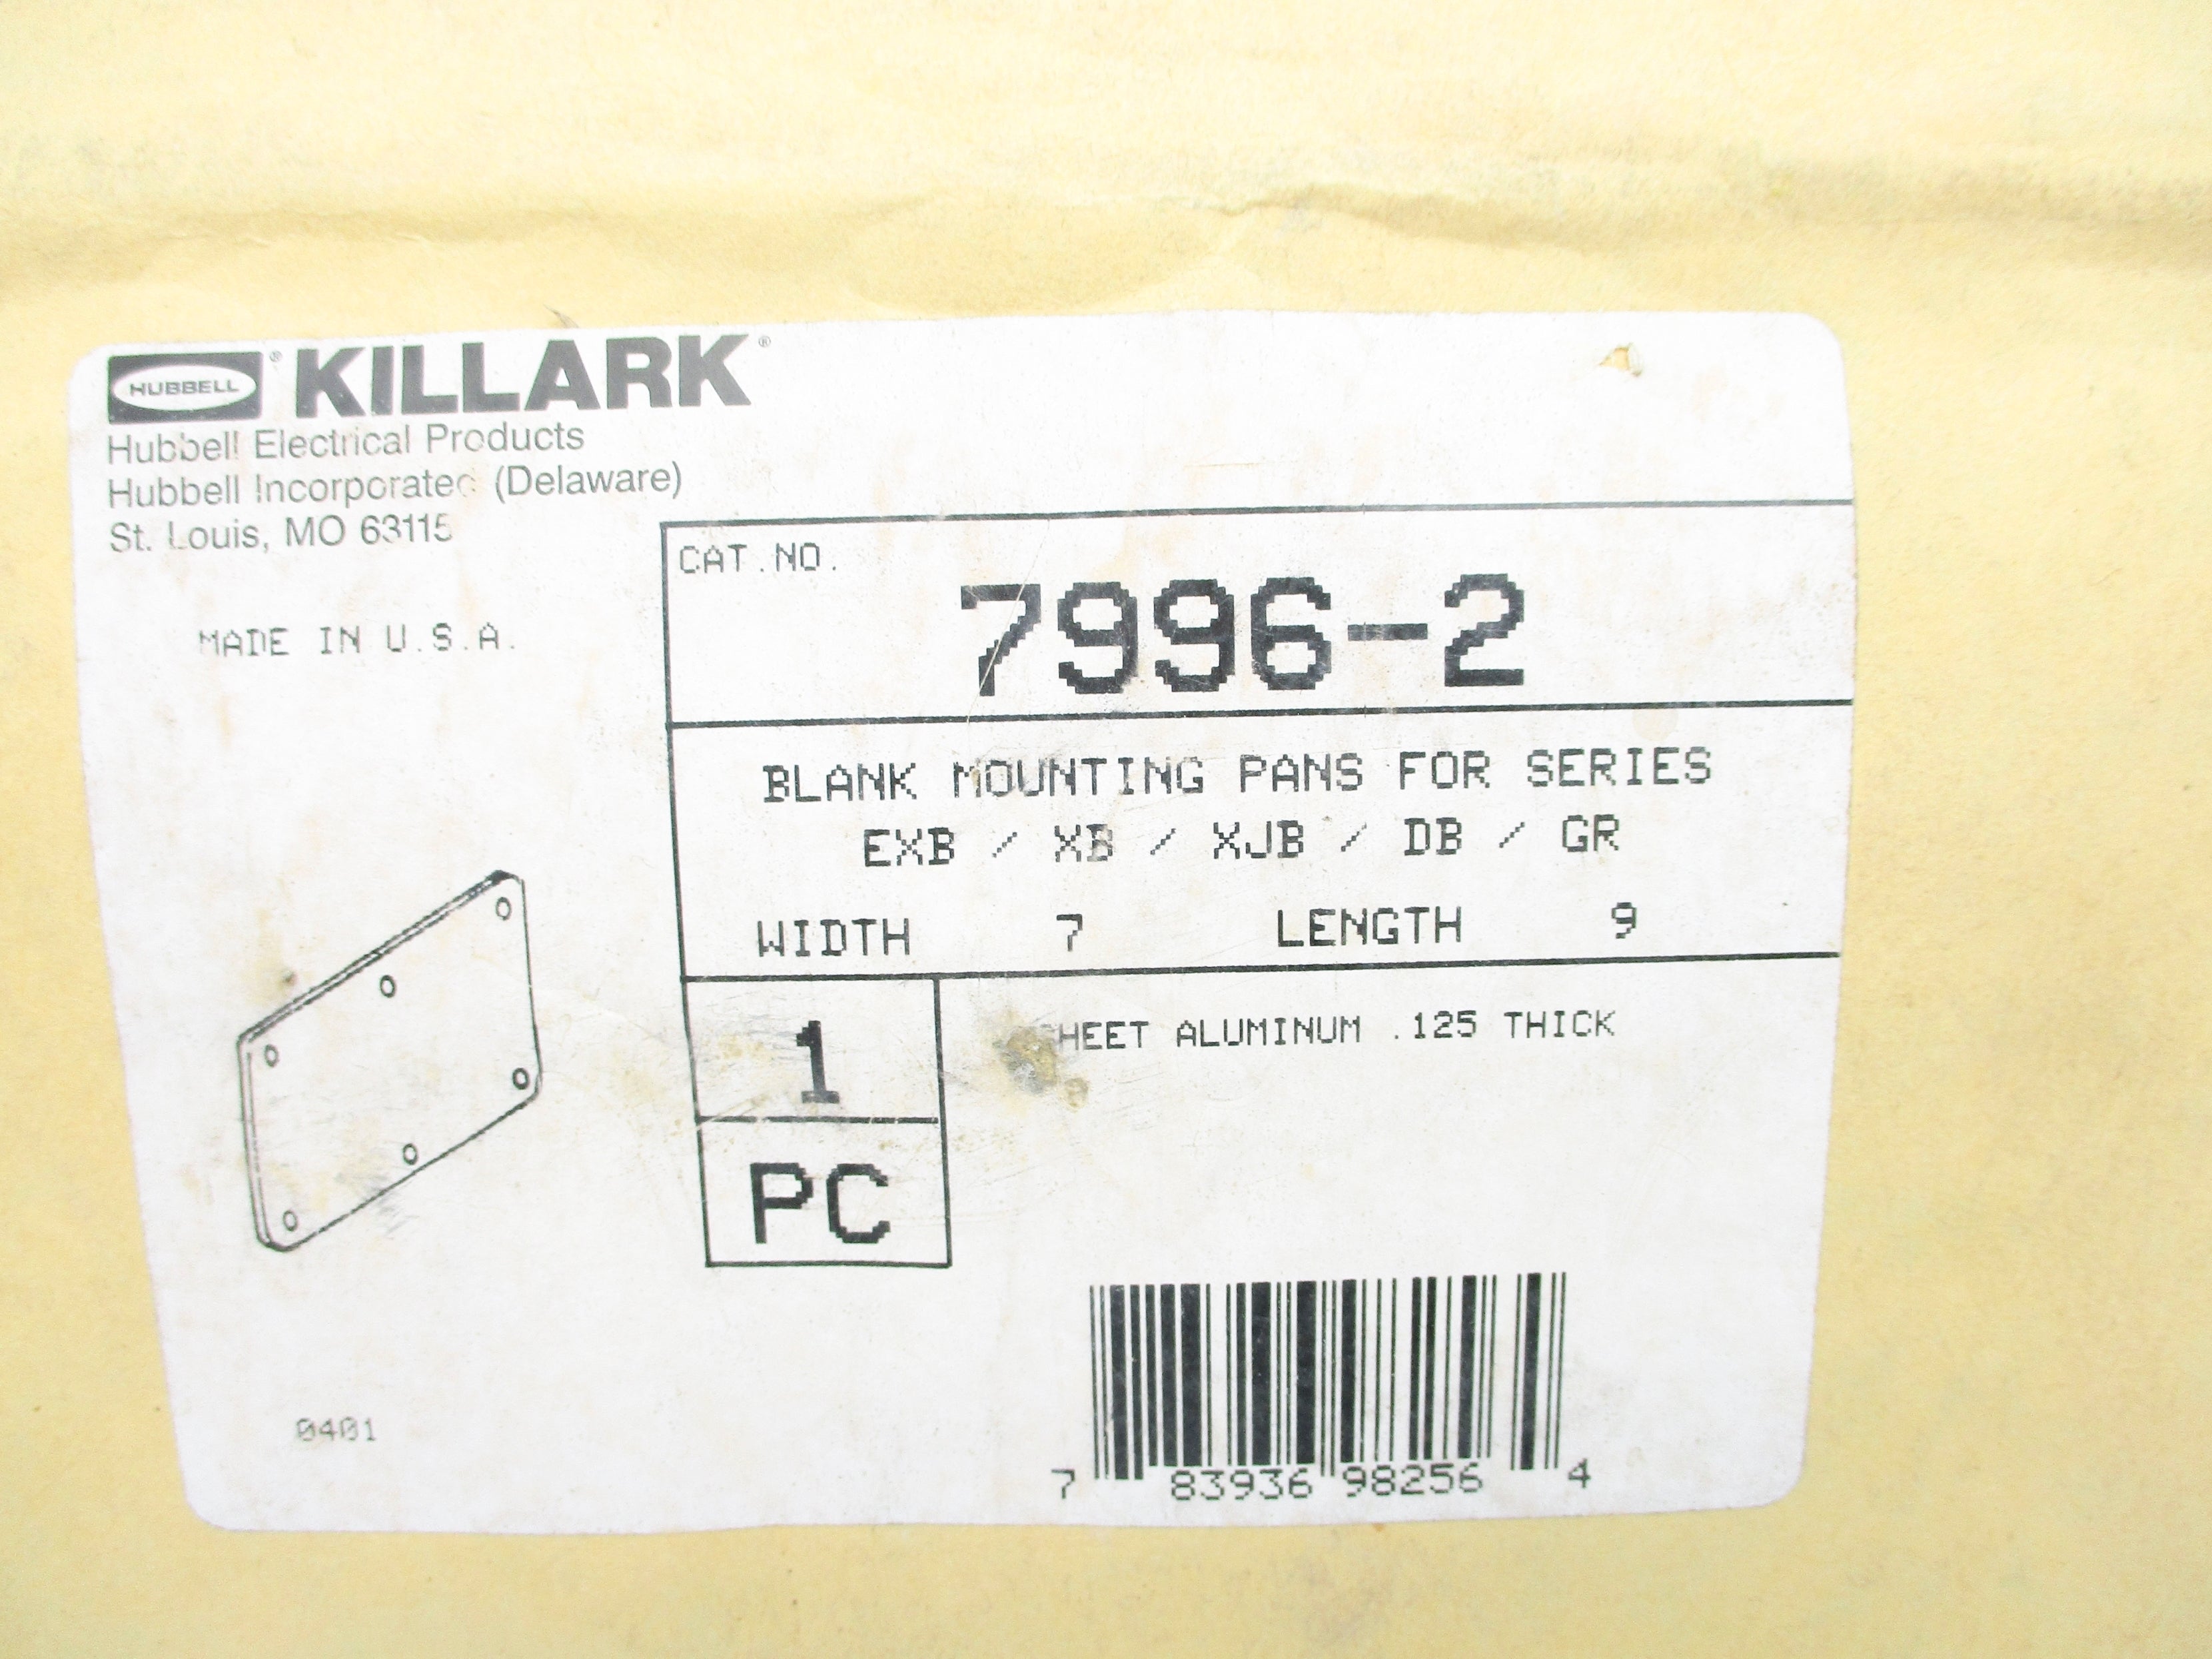 HUBBELL® KILLARK®
Hubbell Electrical Products
Hubbell Incorporated (Delaware)
St. Louis, MO 63115
MADE IN U.S.A.
CAT.NO.
7996-2
BLANK MOUNTING PANS FOR SERIES
EXB / XB / XJB / DB / GR
WIDTH 7 LENGTH 9
1
PC
SHEET ALUMINUM .125 THICK
0401
7 83936 98256 4